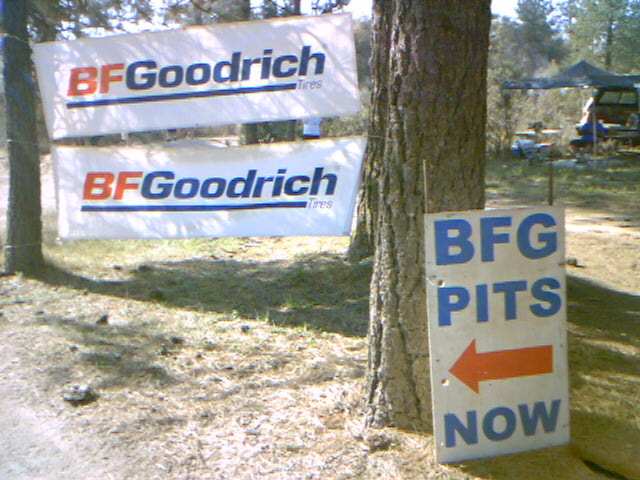 BFGoodrich
Tires
BFGoodrich
Tires
BFG
PITS
NOW